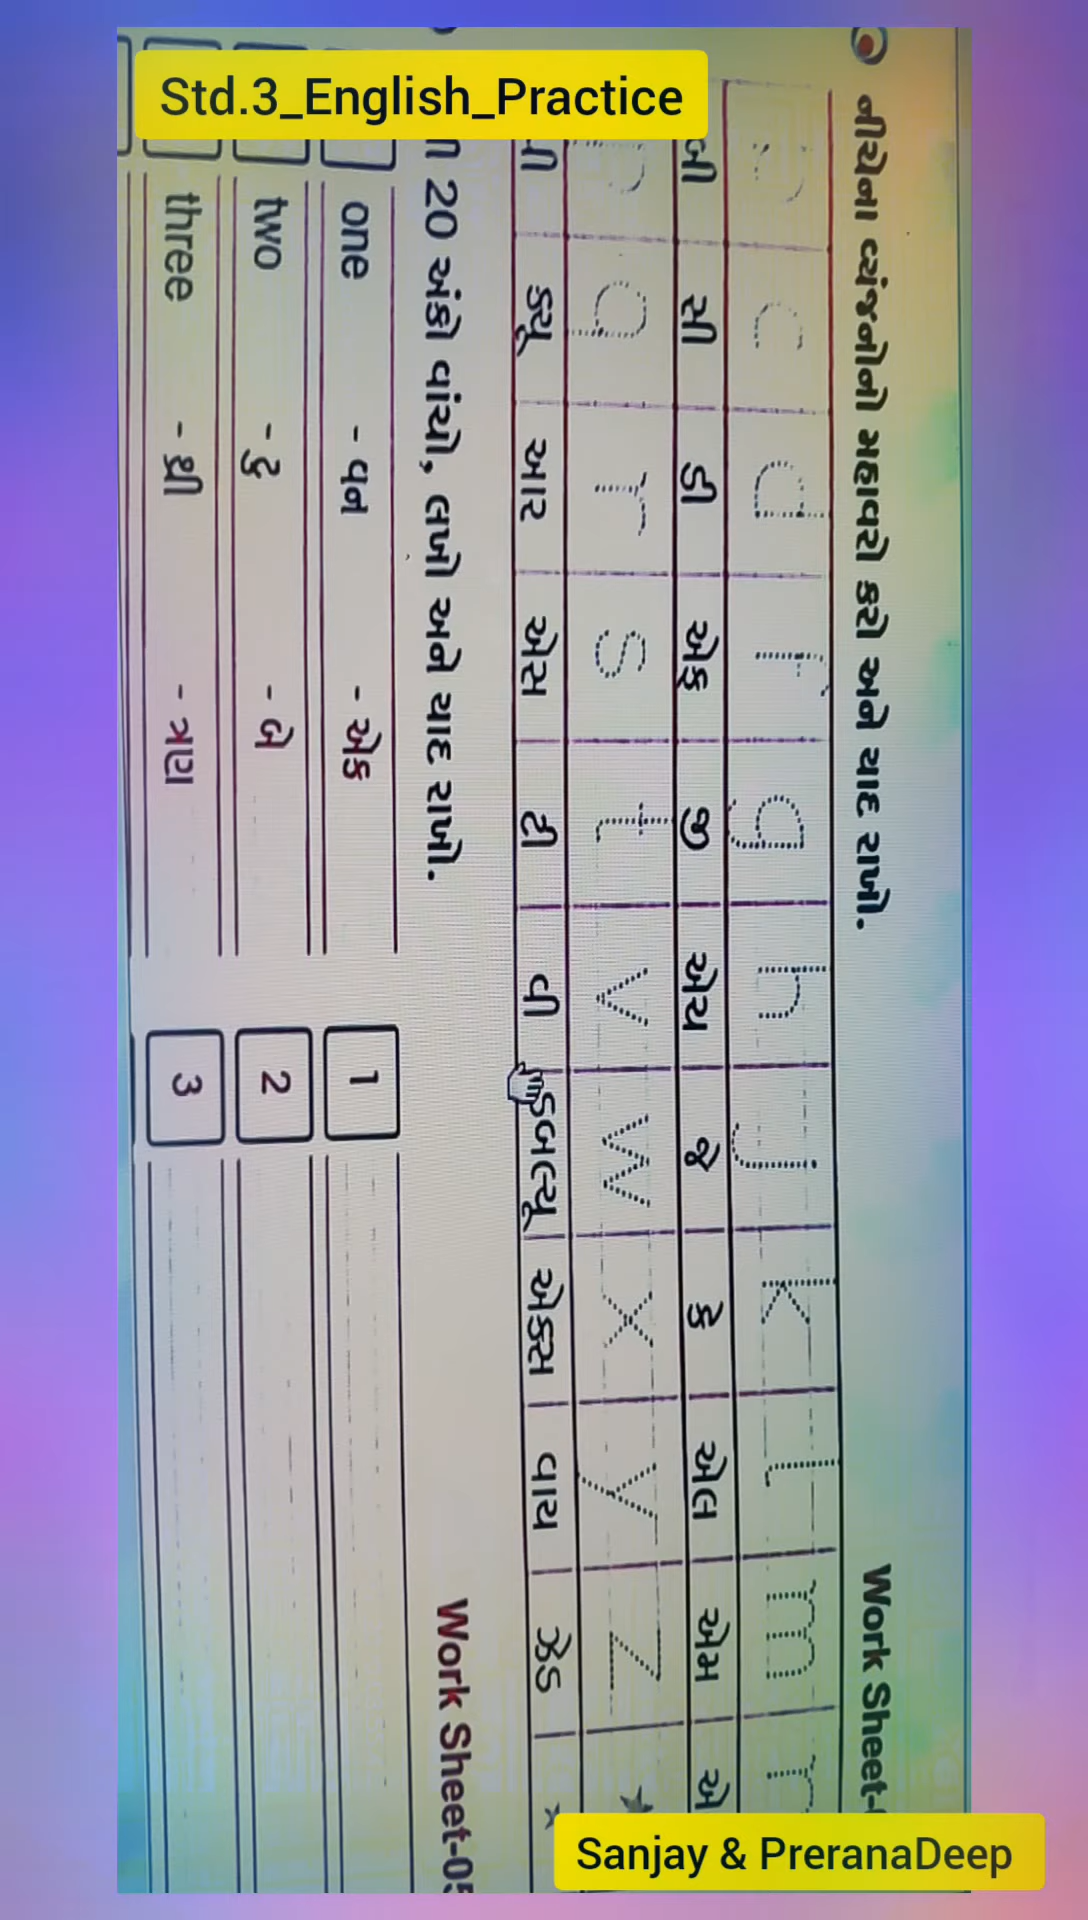 Std.3_English_Practice
નીચેના વ્યંજનોનો મહાવરો કરો અને યાદ રાખો. Work Sheet-
c d f g h j k l m
બી સી ડી એફ જી એચ જે કે એલ એમ
q r s t v w x y z
પી ક્યૂ આર એસ ટી વી ડબલ્યૂ એક્સ વાય ઝેડ
20 અંકો વાંચો, લખો અને યાદ રાખો. Work Sheet-05
one - વન - એક 1
two - ટુ - બે 2
three - થ્રી - ત્રણ 3
Sanjay & PreranaDeep